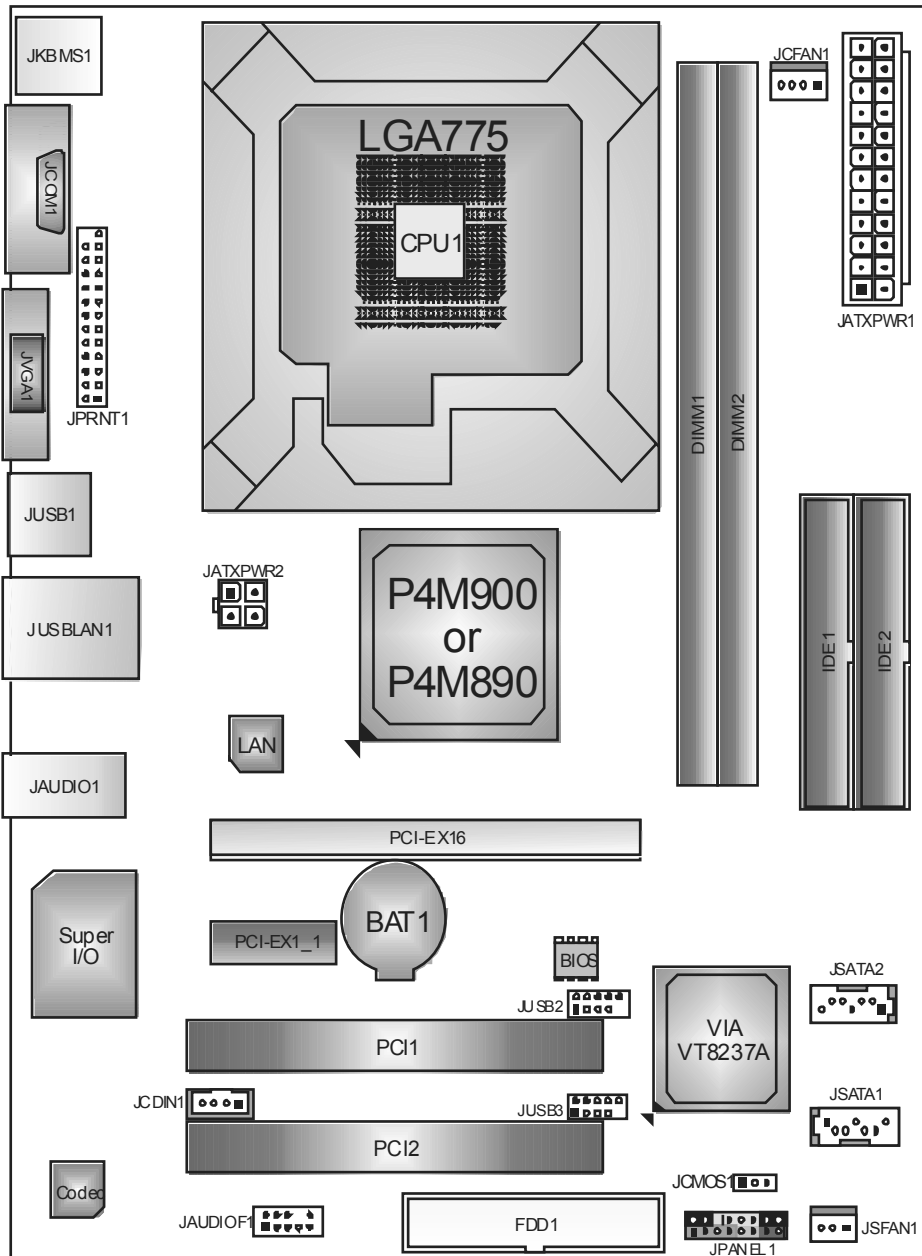 JKBMS1
JCFAN1
LGA775
JCOM1
CPU1
JATXPWR1
JVGA1
JPRNT1
DIMM1
DIMM2
JUSB1
JATXPWR2
P4M900
or
P4M890
JUSBLAN1
IDE1
IDE2
LAN
JAUDIO1
PCI-EX16
BAT1
Super
I/O
PCI-EX1_1
BIOS
JSATA2
JUSB2
VIA
VT8237A
PCI1
JCDIN1
JUSB3
JSATA1
PCI2
JCMOS1
Codec
JAUDIOF1
FDD1
JSFAN1
JPANEL1